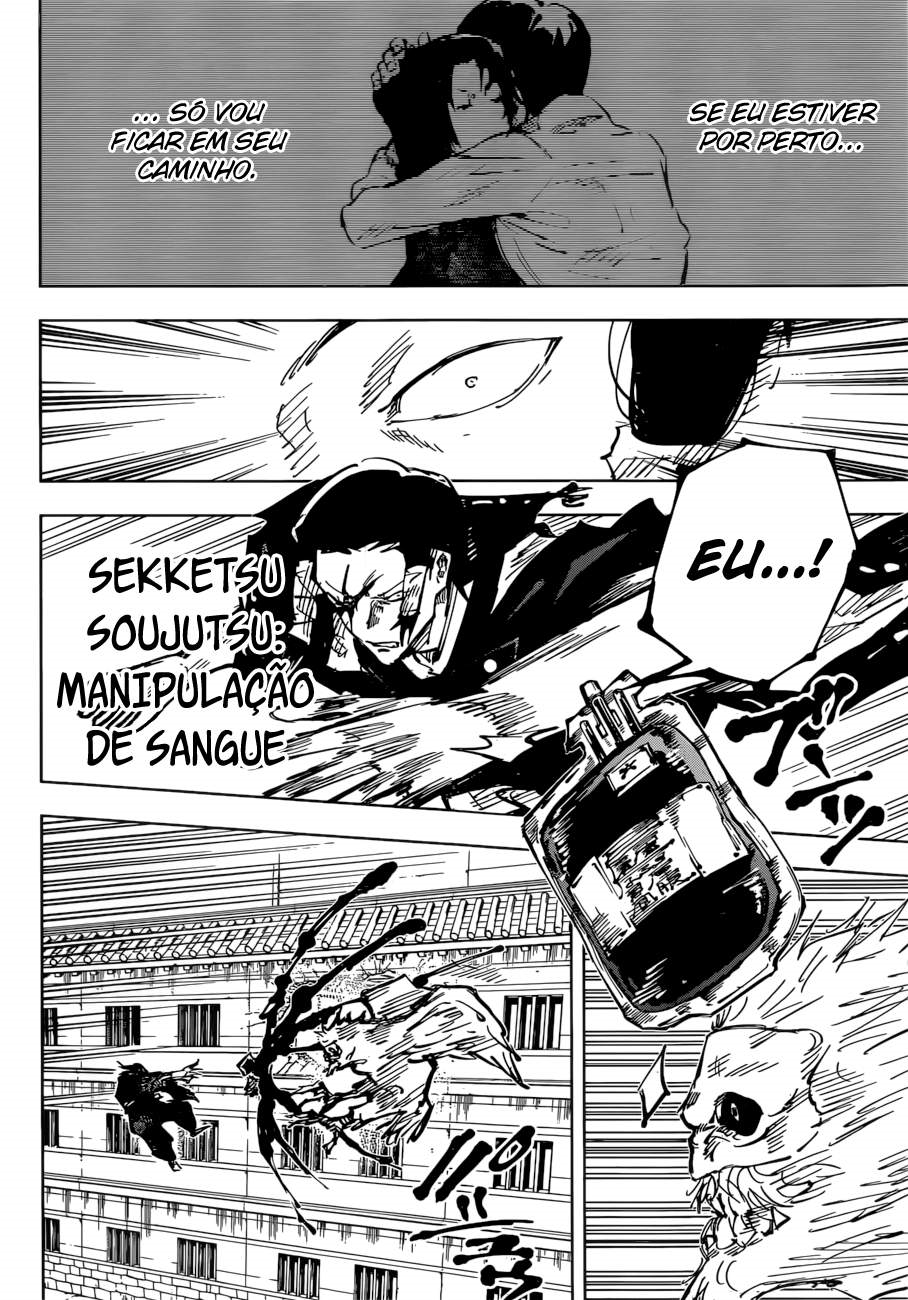 SE EU ESTIVER
POR PERTO...
... SÓ VOU
FICAR EM SEU
CAMINHO.
EU...!
SEKKETSU
SOUJUTSU:
MANIPULAÇÃO
DE SANGUE